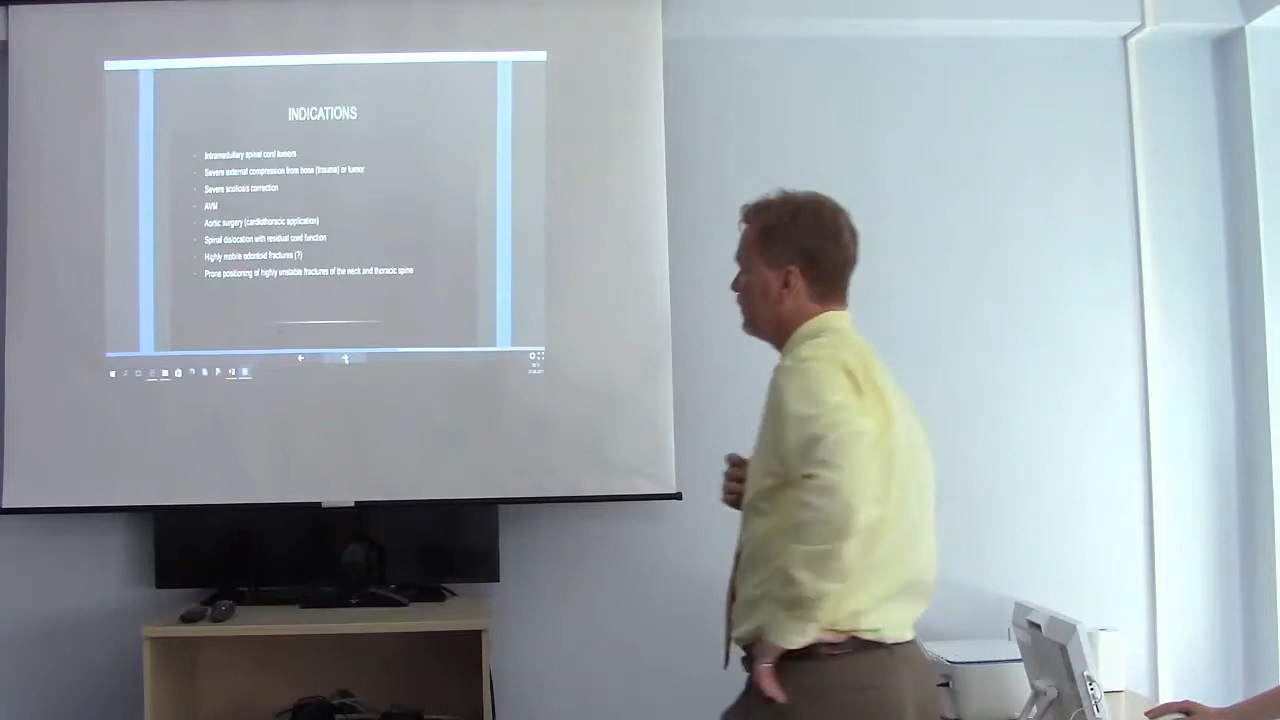 INDICATIONS
Intramedullary spinal cord tumors
Severe external compression from bone (trauma) or tumor
Severe scoliosis correction
AVM
Aortic surgery (cardiothoracic application)
Spinal dislocation with residual cord function
Highly mobile odontoid fractures (?)
Prone positioning of highly unstable fractures of the neck and thoracic spine